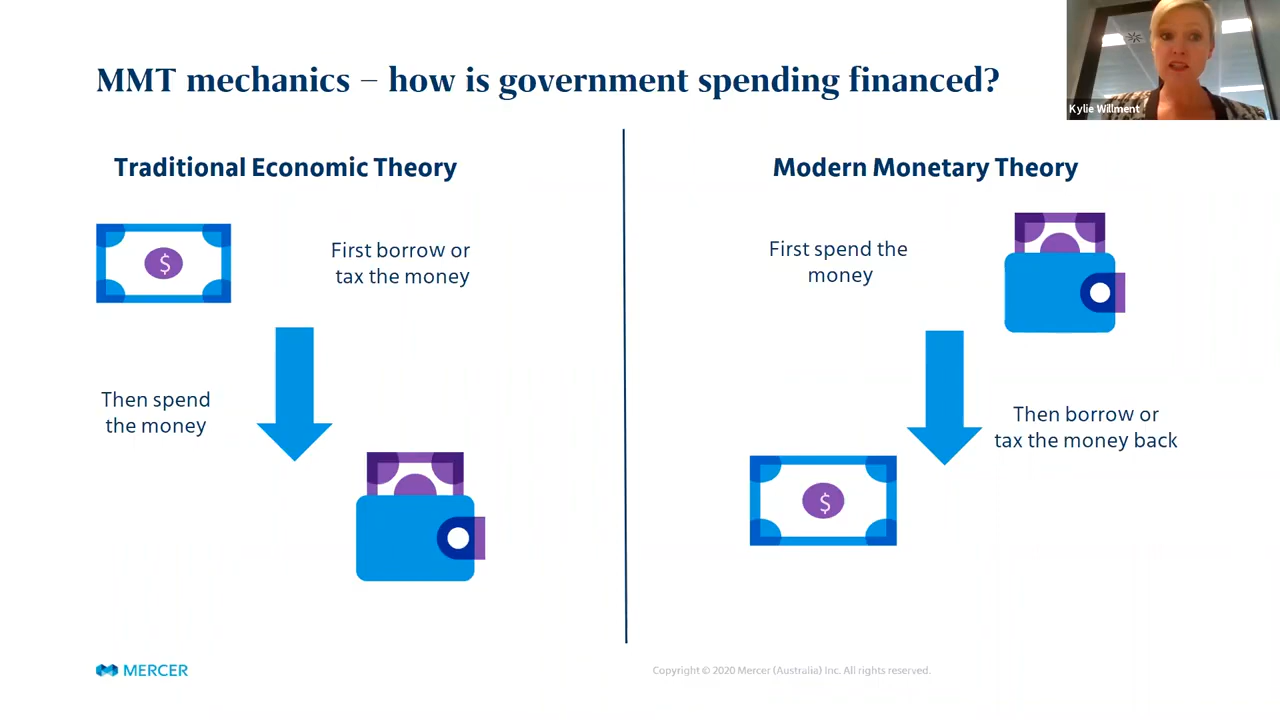 MMT mechanics – how is government spending financed?
Kylie Willment
Traditional Economic Theory
$
First borrow or
tax the money
Then spend
the money
Modern Monetary Theory
First spend the
money
Then borrow or
tax the money back
$
MERCER
Copyright © 2020 Mercer (Australia) Inc. All rights reserved.